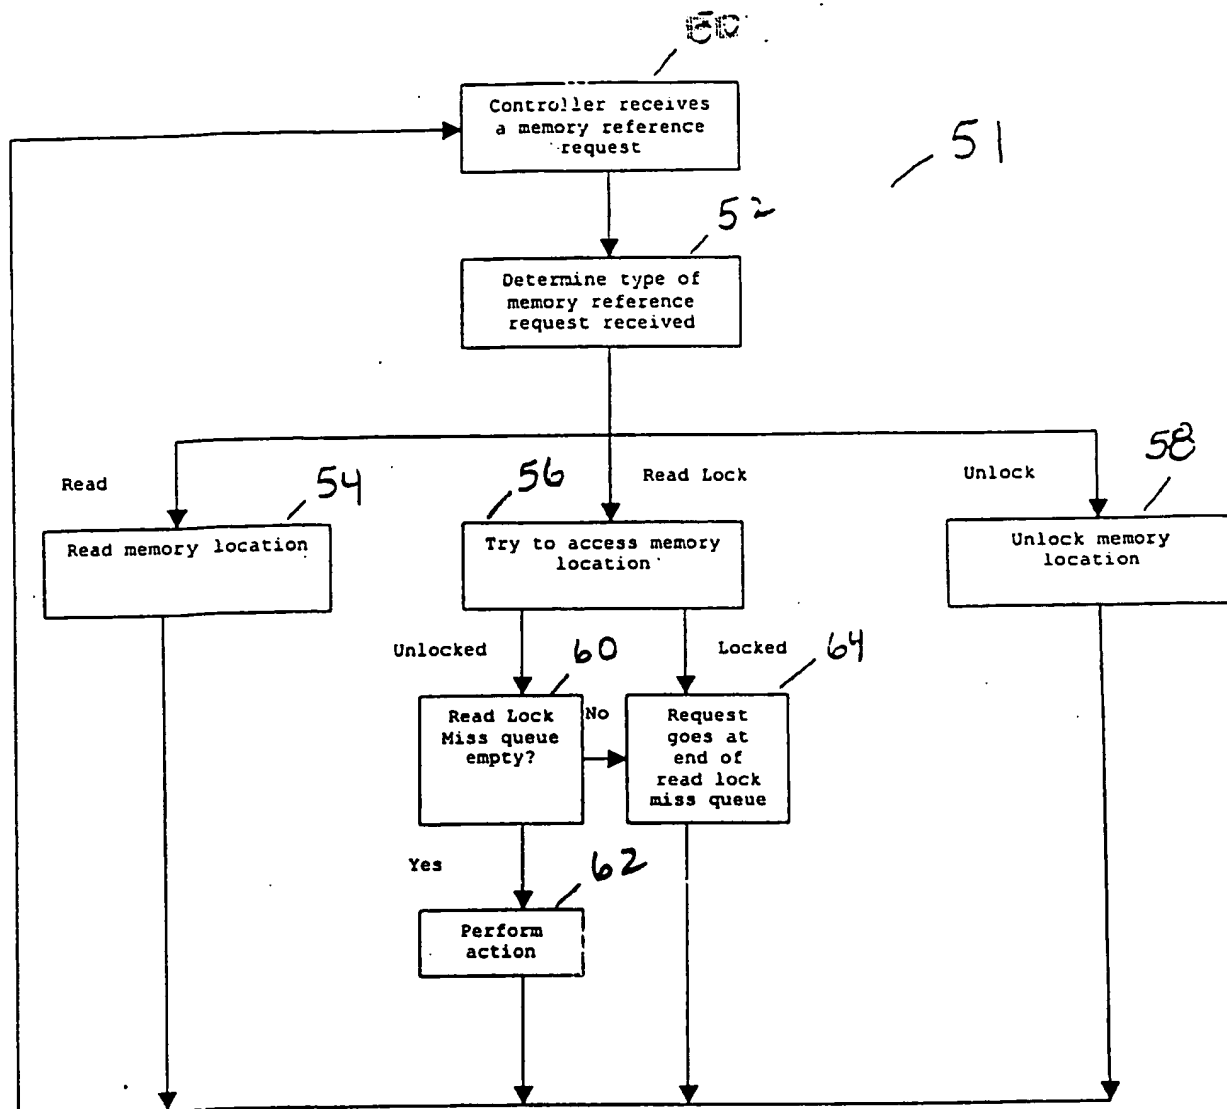 Controller receives
a memory reference
request
51
52
Determine type of
memory reference
request received
Read
54
56
Read Lock
Unlock
58
Read memory location
Try to access memory
location
Unlock memory
location
Unlocked
60
Locked
64
Read Lock
Miss queue
empty?
No
Request
goes at
end of
read lock
miss queue
Yes
62
Perform
action